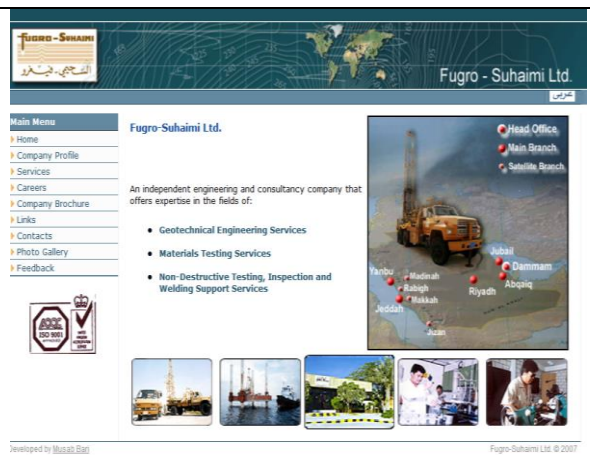 FUGRO-SUHAIMI
السحيمي-فيوجرو
Fugro - Suhaimi Ltd.
عربي
Main Menu
Home
Company Profile
Services
Careers
Company Brochure
Links
Contacts
Photo Gallery
Feedback
Fugro-Suhaimi Ltd.
An independent engineering and consultancy company that
offers expertise in the fields of:
Geotechnical Engineering Services
Materials Testing Services
Non-Destructive Testing, Inspection and
Welding Support Services
Head Office
Main Branch
Satellite Branch
Jubail
Dammam
Abqaiq
Riyadh
Yanbu
Madinah
Rabigh
Makkah
Jeddah
Jizan
ISO 9001
Developed by Musab Bari
Fugro-Suhaimi Ltd. © 2007